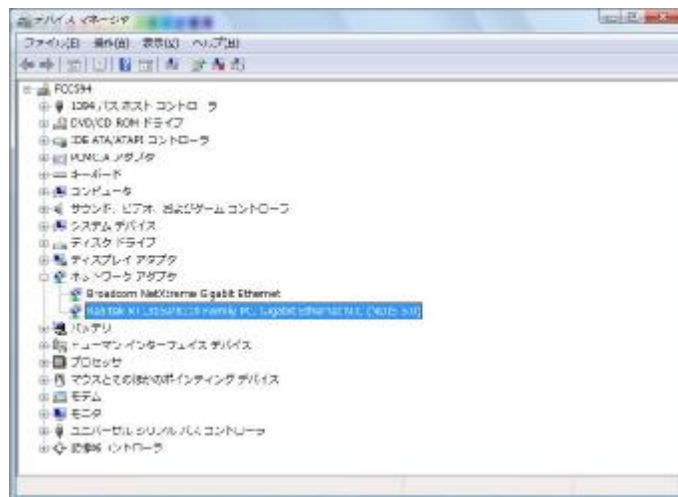 デバイス マネージャ
ファイル(F) 操作(A) 表示(V) ヘルプ(H)
PCC594
1394 バス ホスト コントローラ
DVD/CD-ROM ドライブ
IDE ATA/ATAPI コントローラ
PCMCIA アダプタ
キーボード
コンピュータ
サウンド、ビデオ、およびゲーム コントローラ
システム デバイス
ディスク ドライブ
ディスプレイ アダプタ
ネットワーク アダプタ
Broadcom NetXtreme Gigabit Ethernet
Realtek Family PCI Gigabit Ethernet NIC (NDIS 6.0)
バッテリ
ヒューマン インターフェイス デバイス
プロセッサ
マウスとそのほかのポインティング デバイス
モデム
モニタ
ユニバーサル シリアル バス コントローラ
記憶域コントローラ